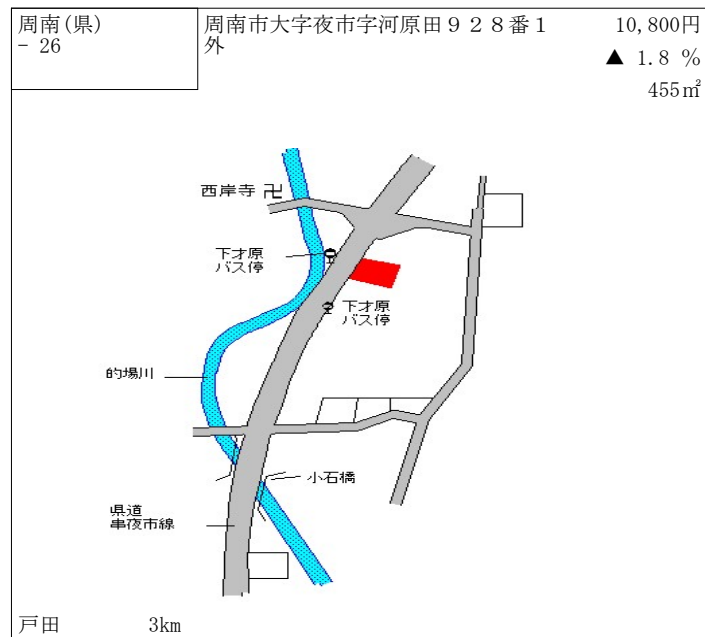 周南(県)
－ 26
周南市大字夜市字河原田９２８番１
外
10,800円
▲ 1.8 %
455㎡
西岸寺 卍
下才原
バス停
下才原
バス停
的場川
小石橋
県道
串夜市線
戸田 3km